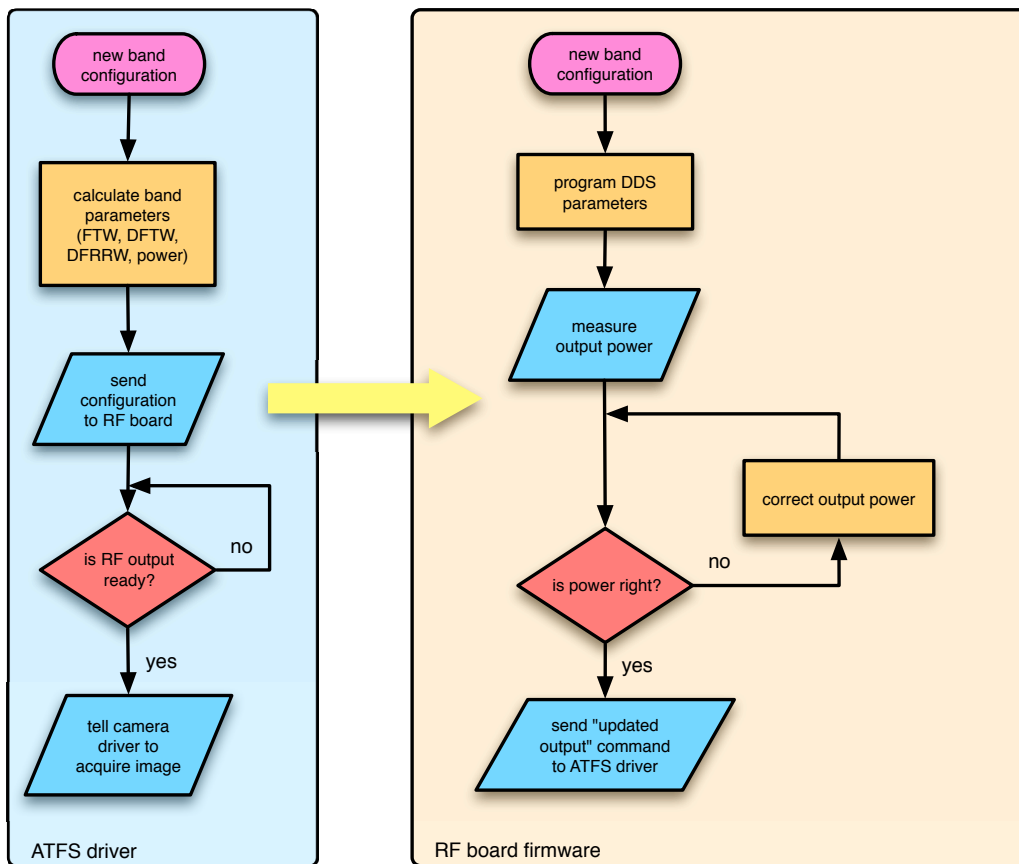 new band
configuration
calculate band
parameters
(FTW, DFTW,
DFRRW, power)
send
configuration
to RF board
is RF output
ready?
no
yes
tell camera
driver to
acquire image
ATFS driver
new band
configuration
program DDS
parameters
measure
output power
correct output power
is power right?
no
yes
send "updated
output" command
to ATFS driver
RF board firmware